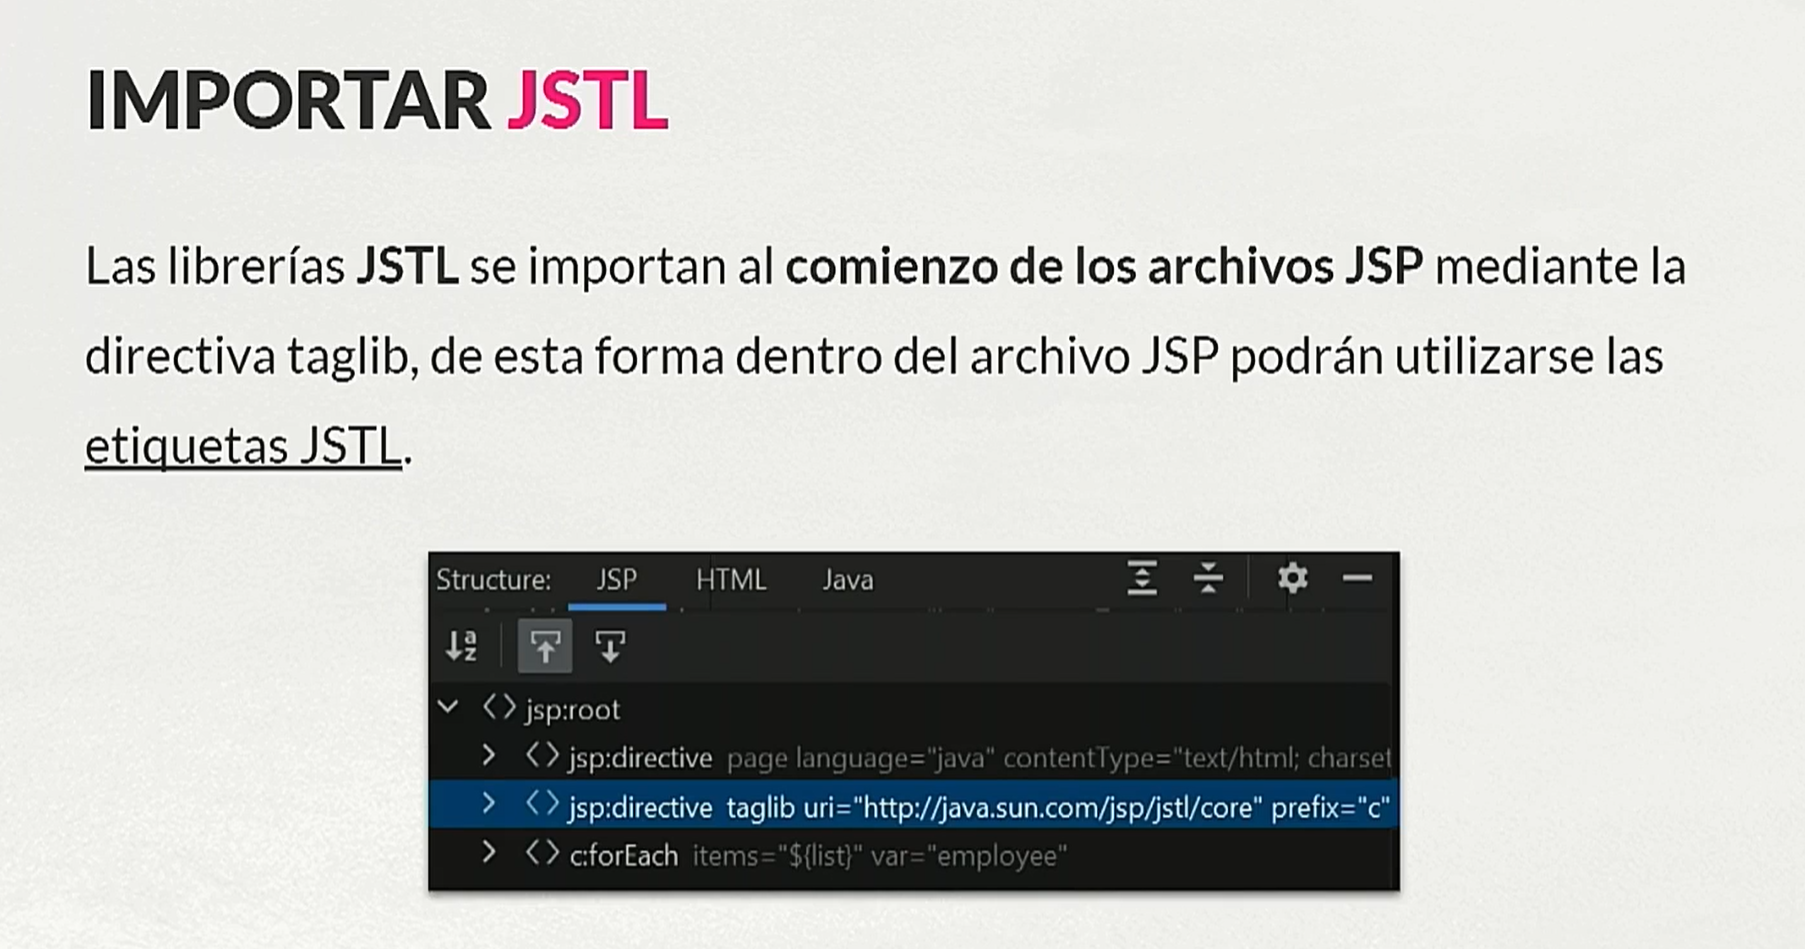 IMPORTAR JSTL
Las librerías JSTL se importan al comienzo de los archivos JSP mediante la
directiva taglib, de esta forma dentro del archivo JSP podrán utilizarse las
etiquetas JSTL.
Structure: JSP HTML Java
jsp:root
jsp:directive page language="java" contentType="text/html; charset
jsp:directive taglib uri="http://java.sun.com/jsp/jstl/core" prefix="c"
c:forEach items="${list}" var="employee"